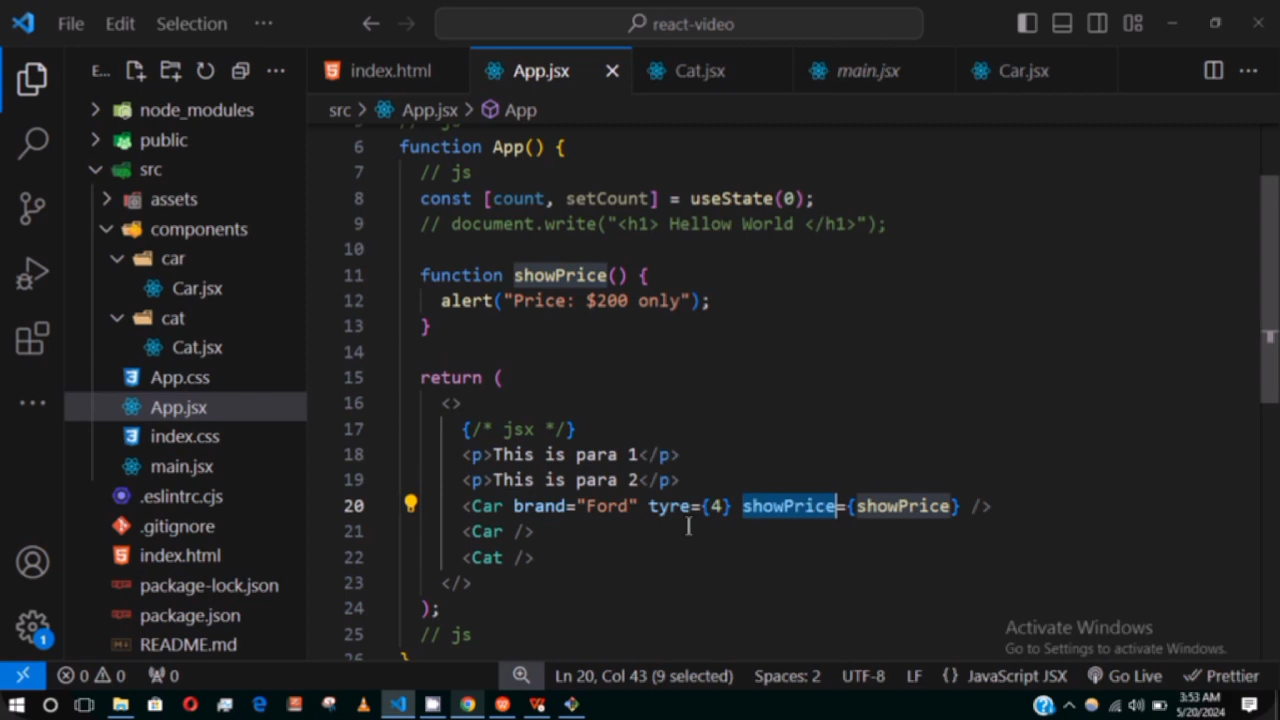 File Edit Selection ··· react-video
E... ···
index.html App.jsx Cat.jsx main.jsx Car.jsx ···
src > App.jsx > App
node_modules
public
src
assets
components
car
Car.jsx
cat
Cat.jsx
App.css
App.jsx
index.css
main.jsx
.eslintrc.cjs
.gitignore
index.html
package-lock.json
package.json
README.md
6 function App() {
7 // js
8 const [count, setCount] = useState(0);
9 // document.write("<h1> Hellow World </h1>");
10
11 function showPrice() {
12 alert("Price: $200 only");
13 }
14
15 return (
16 <>
17 {/* jsx */}
18 <p>This is para 1</p>
19 <p>This is para 2</p>
20 <Car brand="Ford" tyre={4} showPrice={showPrice} />
21 <Car />
22 <Cat />
23 </>
24 );
25 // js
26 }
Activate Windows
Go to Settings to activate Windows.
1
0 0 0 Ln 20, Col 43 (9 selected) Spaces: 2 UTF-8 LF {} JavaScript JSX Go Live Prettier
3:53 AM
5/20/2024